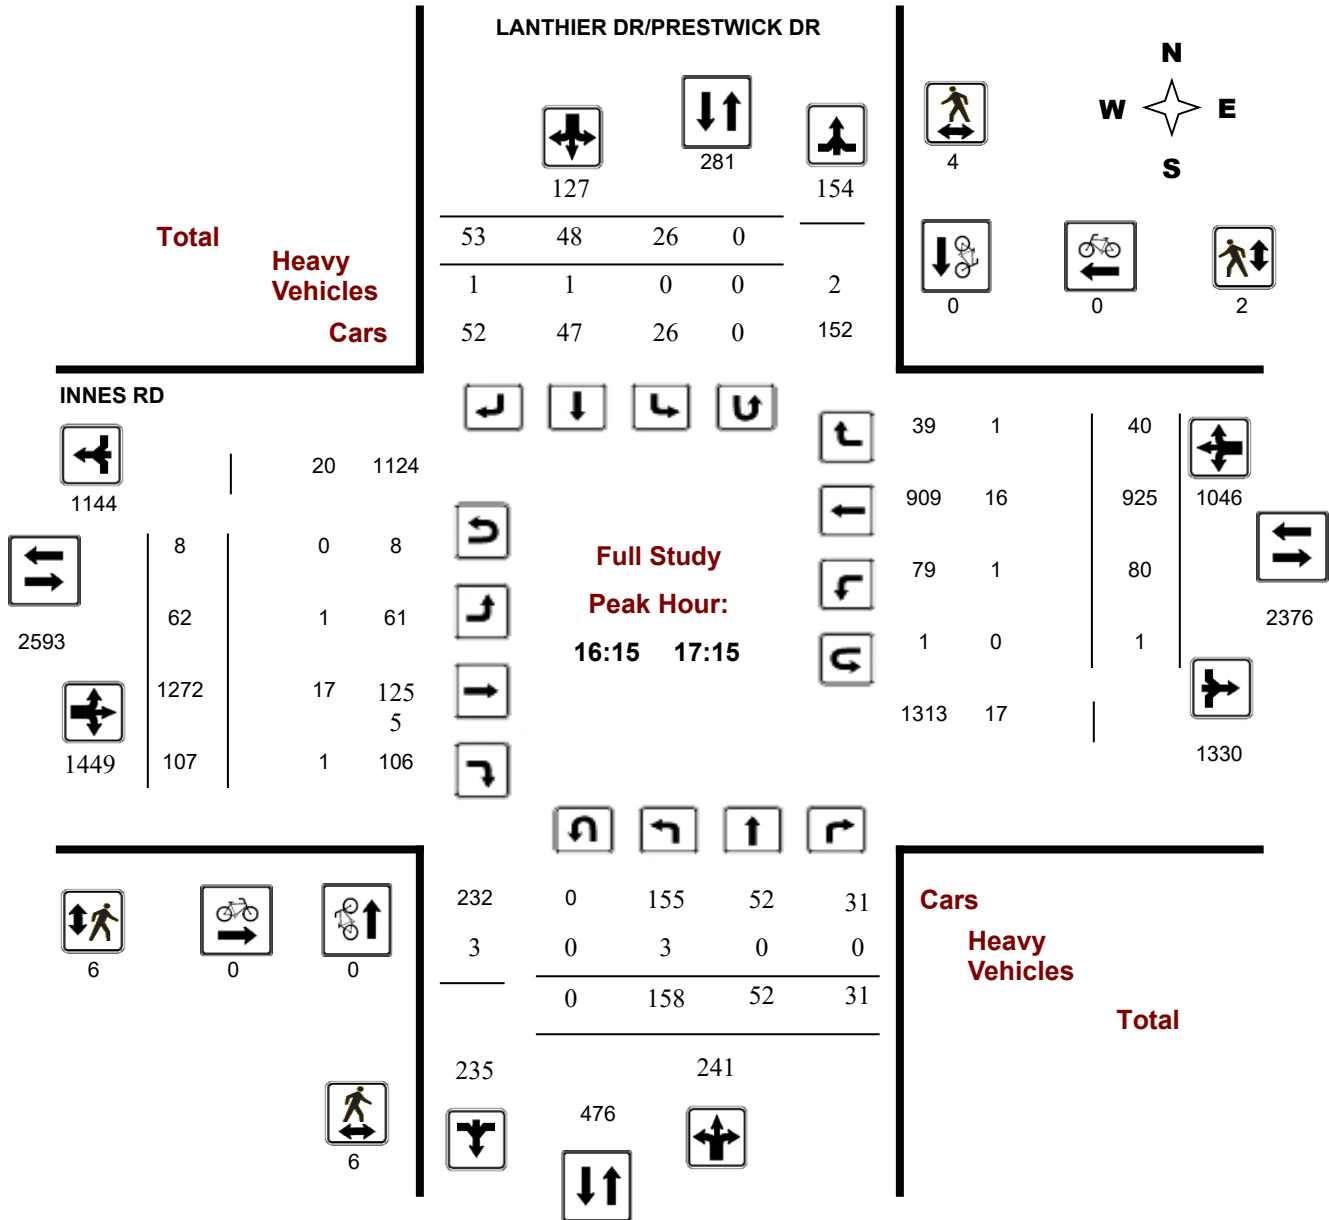 LANTHIER DR/PRESTWICK DR
N
W E
S
281
4
127 154
Total 53 48 26 0
Heavy
Vehicles 1 1 0 0 2
Cars 52 47 26 0 152
0 0 2
INNES RD
39 1 40
20 1124
1144
909 16 925 1046
8 0 8
Full Study
79 1 80
Peak Hour:
62 1 61
2593
2376
16:15 17:15
1 0 1
1272 17 125
5
1313 17
1449 107 1 106
1330
232 0 155 52 31 Cars
3 0 3 0 0 Heavy
Vehicles
6 0 0
0 158 52 31
Total
235 241
476
6